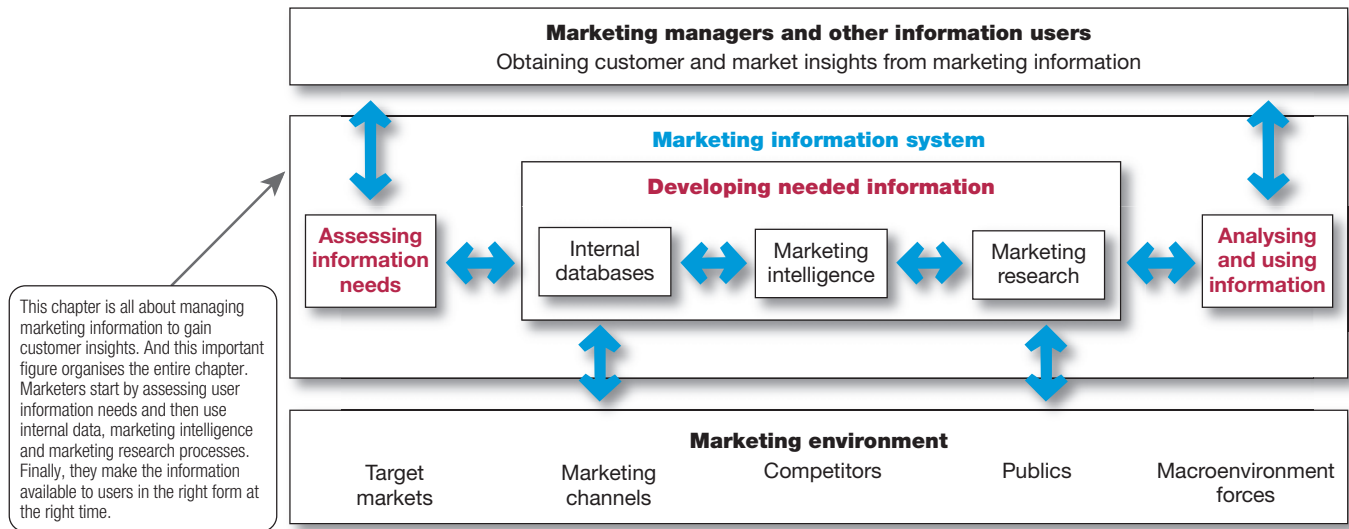 Marketing managers and other information users
Obtaining customer and market insights from marketing information
Marketing information system
Developing needed information
Assessing
information
needs
Internal
databases
Marketing
intelligence
Marketing
research
Analysing
and using
information
This chapter is all about managing
marketing information to gain
customer insights. And this important
figure organises the entire chapter.
Marketers start by assessing user
information needs and then use
internal data, marketing intelligence
and marketing research processes.
Finally, they make the information
available to users in the right form at
the right time.
Marketing environment
Target
markets
Marketing
channels
Competitors
Publics
Macroenvironment
forces